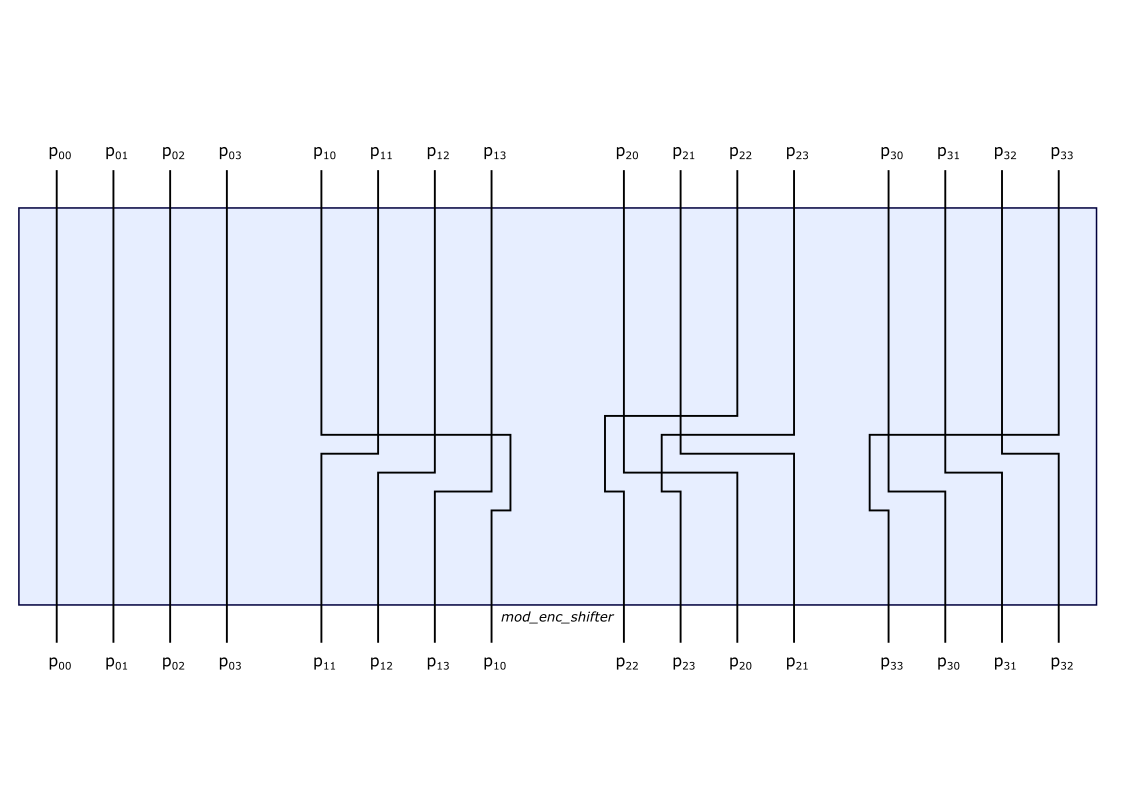 p₀₀ p₀₁ p₀₂ p₀₃ p₁₀ p₁₁ p₁₂ p₁₃ p₂₀ p₂₁ p₂₂ p₂₃ p₃₀ p₃₁ p₃₂ p₃₃
mod_enc_shifter
p₀₀ p₀₁ p₀₂ p₀₃ p₁₁ p₁₂ p₁₃ p₁₀ p₂₂ p₂₃ p₂₀ p₂₁ p₃₃ p₃₀ p₃₁ p₃₂